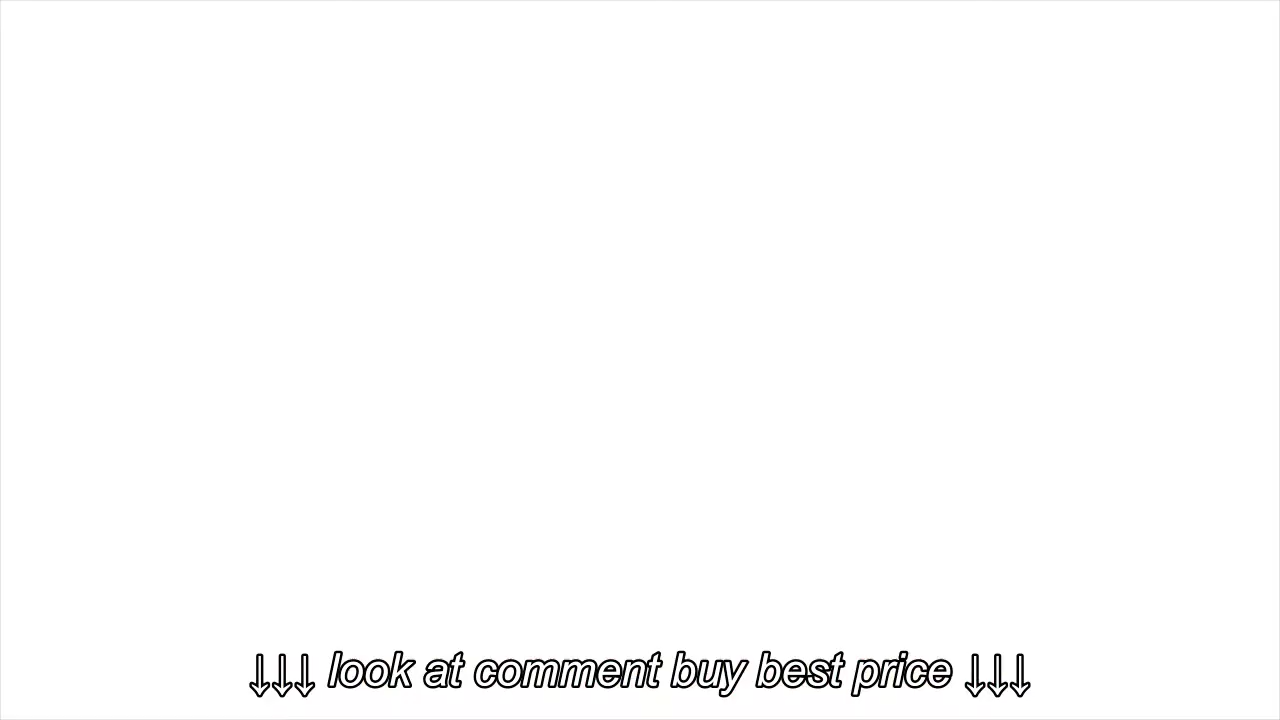 ↓↓↓ look at comment buy best price ↓↓↓